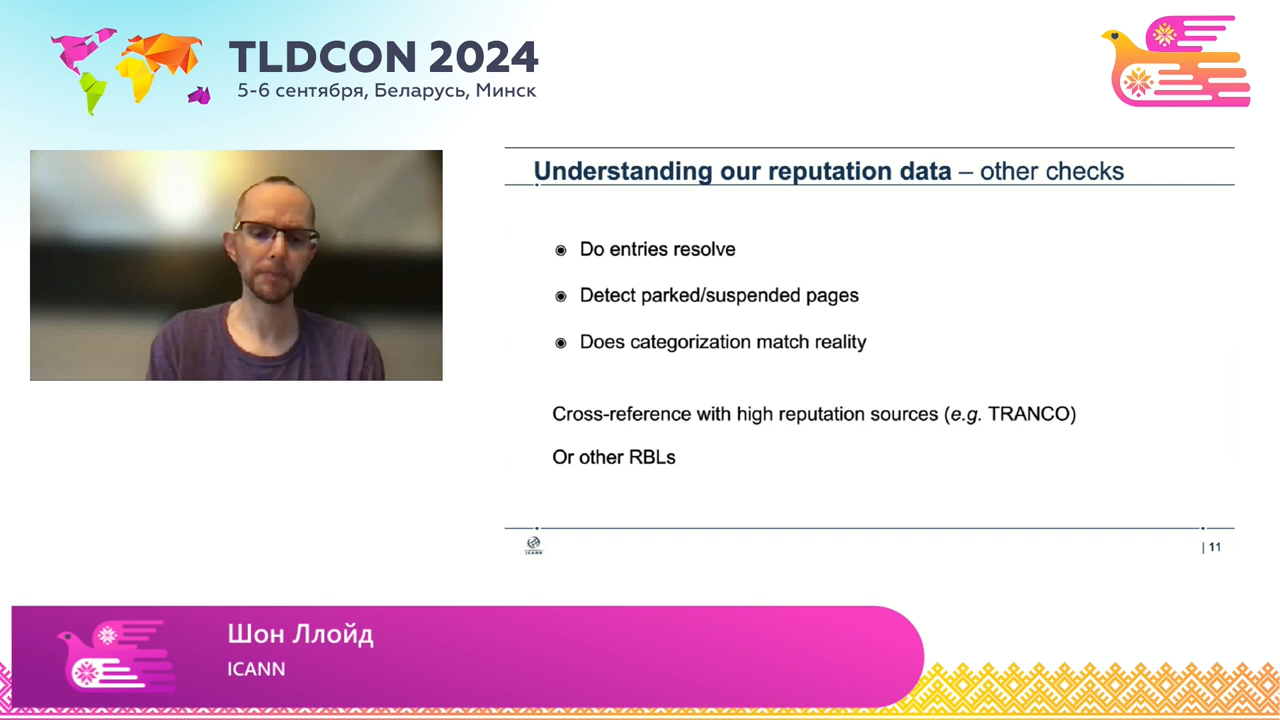 TLDCON 2024
5-6 сентября, Беларусь, Минск
Understanding our reputation data – other checks
Do entries resolve
Detect parked/suspended pages
Does categorization match reality
Cross-reference with high reputation sources (e.g. TRANCO)
Or other RBLs
ICANN
| 11
Шон Ллойд
ICANN